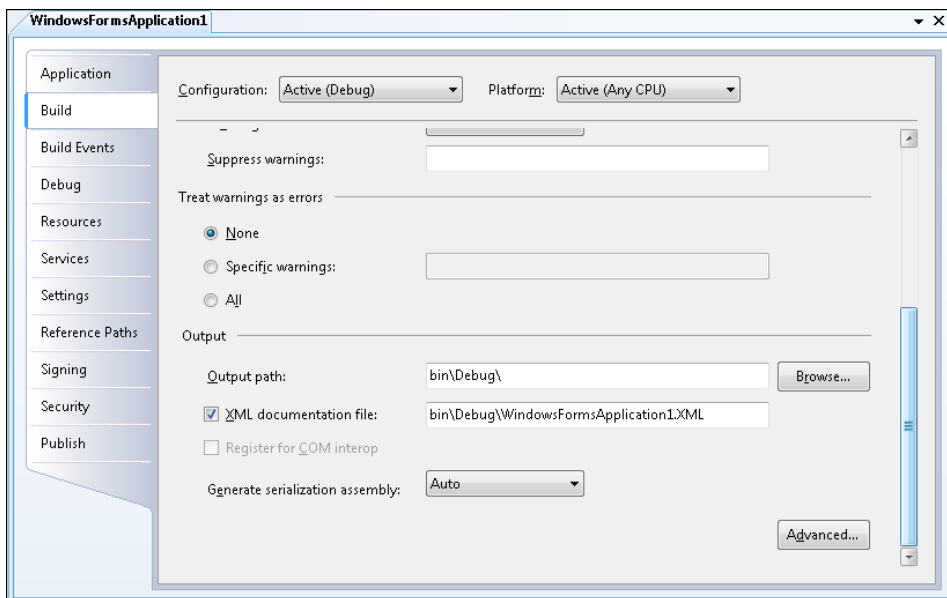 WindowsFormsApplication1
Application
Build
Build Events
Debug
Resources
Services
Settings
Reference Paths
Signing
Security
Publish
Configuration: Active (Debug) Platform: Active (Any CPU)
Suppress warnings:
Treat warnings as errors
None
Specific warnings:
All
Output
Output path: bin\Debug\ Browse...
XML documentation file: bin\Debug\WindowsFormsApplication1.XML
Register for COM interop
Generate serialization assembly: Auto
Advanced...